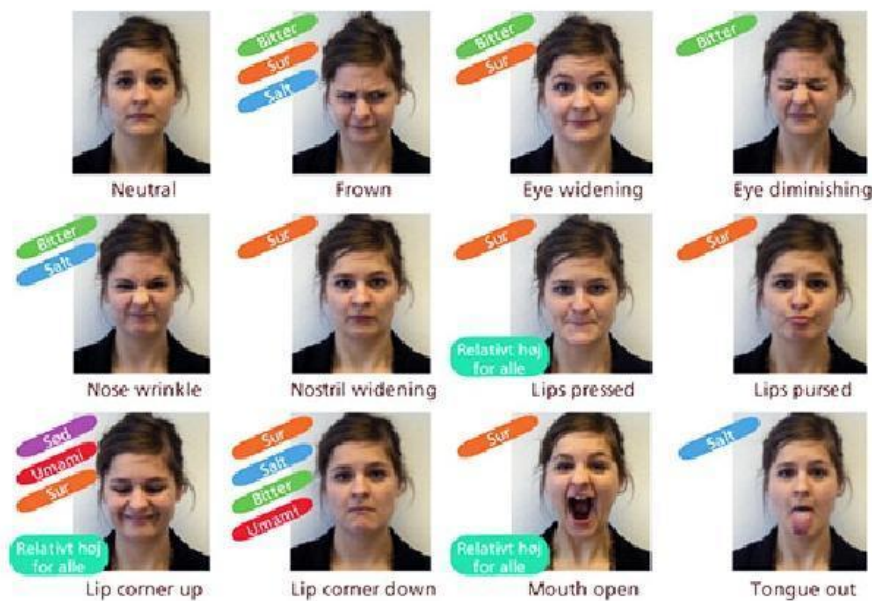 Bitter
Sur
Salt
Neutral
Frown
Bitter
Sur
Eye widening
Bitter
Eye diminishing
Bitter
Salt
Nose wrinkle
Sur
Nostril widening
Sur
Relativt høj
for alle
Lips pressed
Sur
Lips pursed
Sød
Umami
Sur
Relativt høj
for alle
Lip corner up
Sur
Salt
Bitter
Umami
Lip corner down
Sur
Relativt høj
for alle
Mouth open
Salt
Tongue out